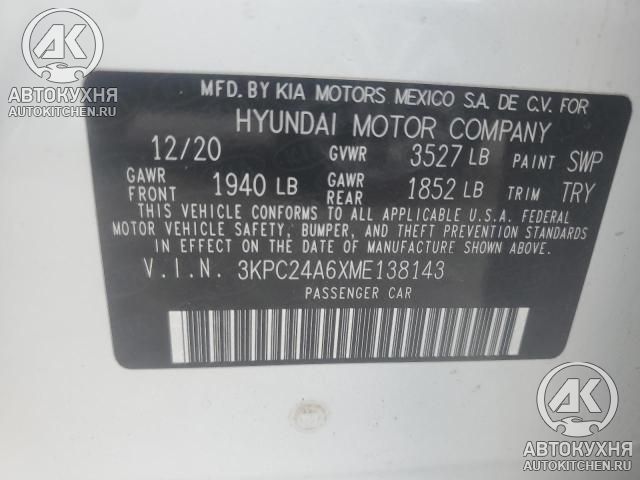 АК
АВТОКУХНЯ
AUTOKITCHEN.RU
MFD. BY KIA MOTORS MEXICO S.A. DE C.V. FOR
HYUNDAI MOTOR COMPANY
12/20 GVWR 3527 LB PAINT SWP
GAWR FRONT 1940 LB GAWR REAR 1852 LB TRIM TRY
THIS VEHICLE CONFORMS TO ALL APPLICABLE U.S.A. FEDERAL
MOTOR VEHICLE SAFETY, BUMPER, AND THEFT PREVENTION STANDARDS
IN EFFECT ON THE DATE OF MANUFACTURE SHOWN ABOVE.
V.I.N. 3KPC24A6XME138143
PASSENGER CAR
АК
АВТОКУХНЯ
AUTOKITCHEN.RU